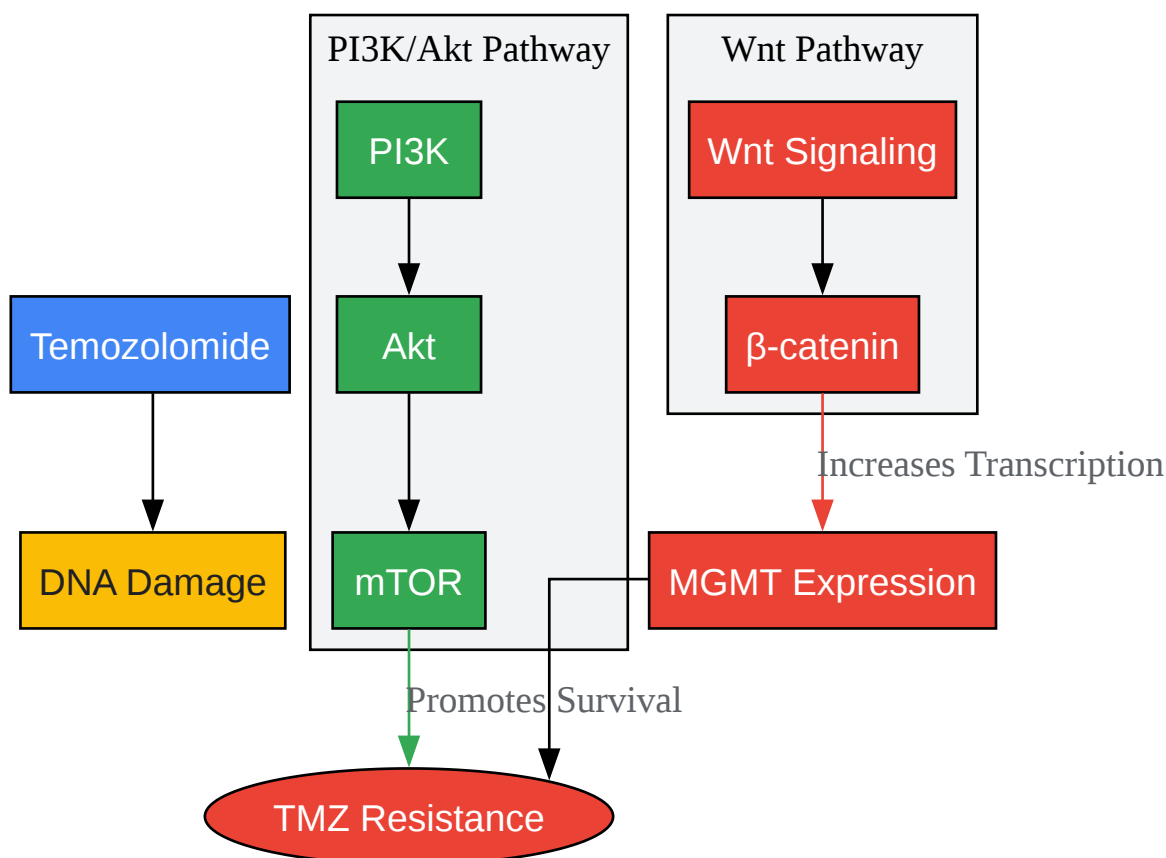 PI3K/Akt Pathway
Wnt Pathway
PI3K
Wnt Signaling
Temozolomide
Akt
β-catenin
Increases Transcription
DNA Damage
mTOR
MGMT Expression
Promotes Survival
TMZ Resistance